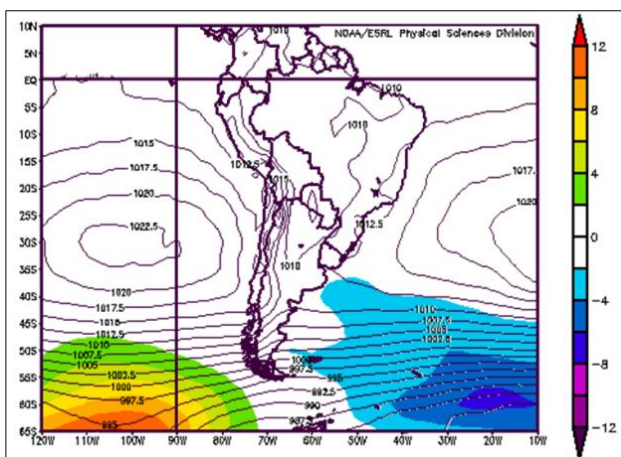 NOAA/ESRL Physical Sciences Division
10N
5N
EQ
5S
10S
15S
20S
25S
30S
35S
40S
45S
50S
55S
60S
65S
1010
1010
1015
1012.5
1015
1017.5
1020
1022.5
1012.5
1020
1020
1017.5
1012.5
1010
1007.5
1005
1002.5
1000
997.5
995
1010
1007.5
1005
1002.5
997.5
995
992.5
990
987.5
120W 110W 100W 90W 80W 70W 60W 50W 40W 30W 20W 10W
12
8
4
0
−4
−8
−12